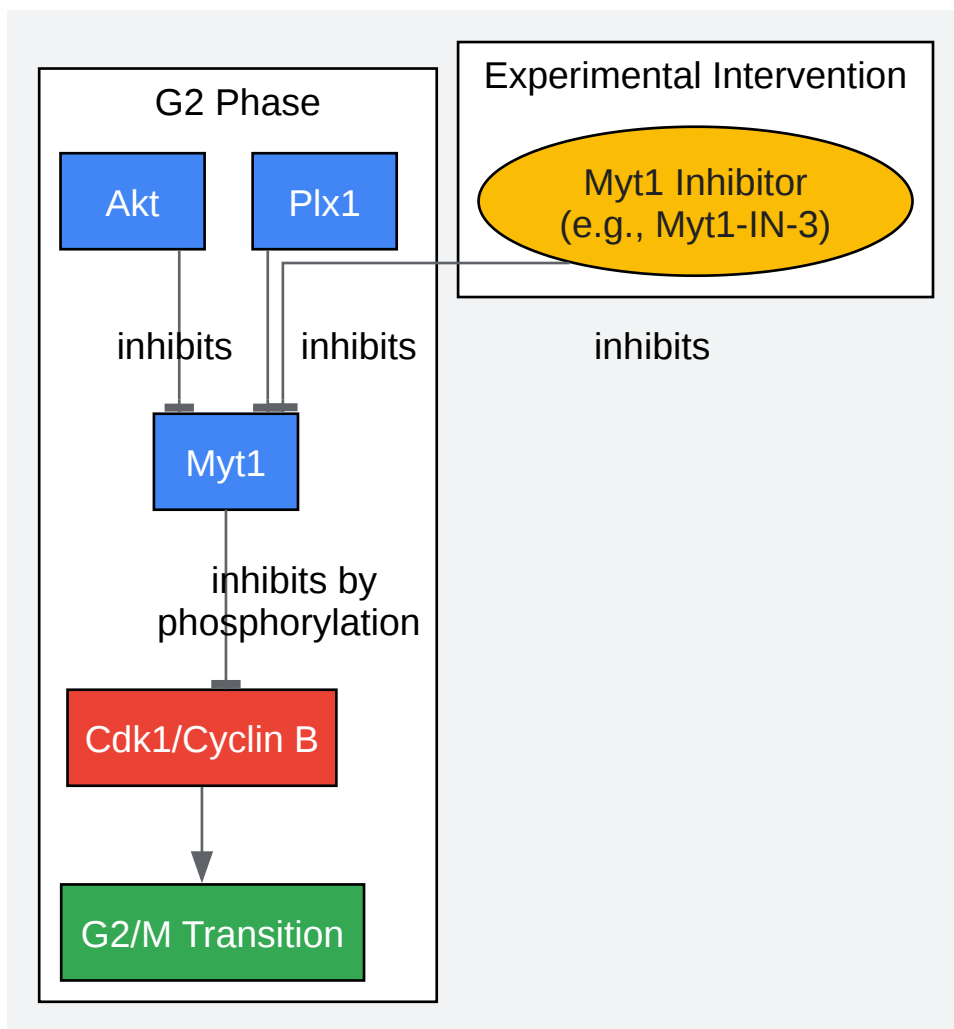 Experimental Intervention
G2 Phase
Akt
Plx1
Myt1 Inhibitor
(e.g., Myt1-IN-3)
inhibits
inhibits
inhibits
Myt1
inhibits by
phosphorylation
Cdk1/Cyclin B
G2/M Transition